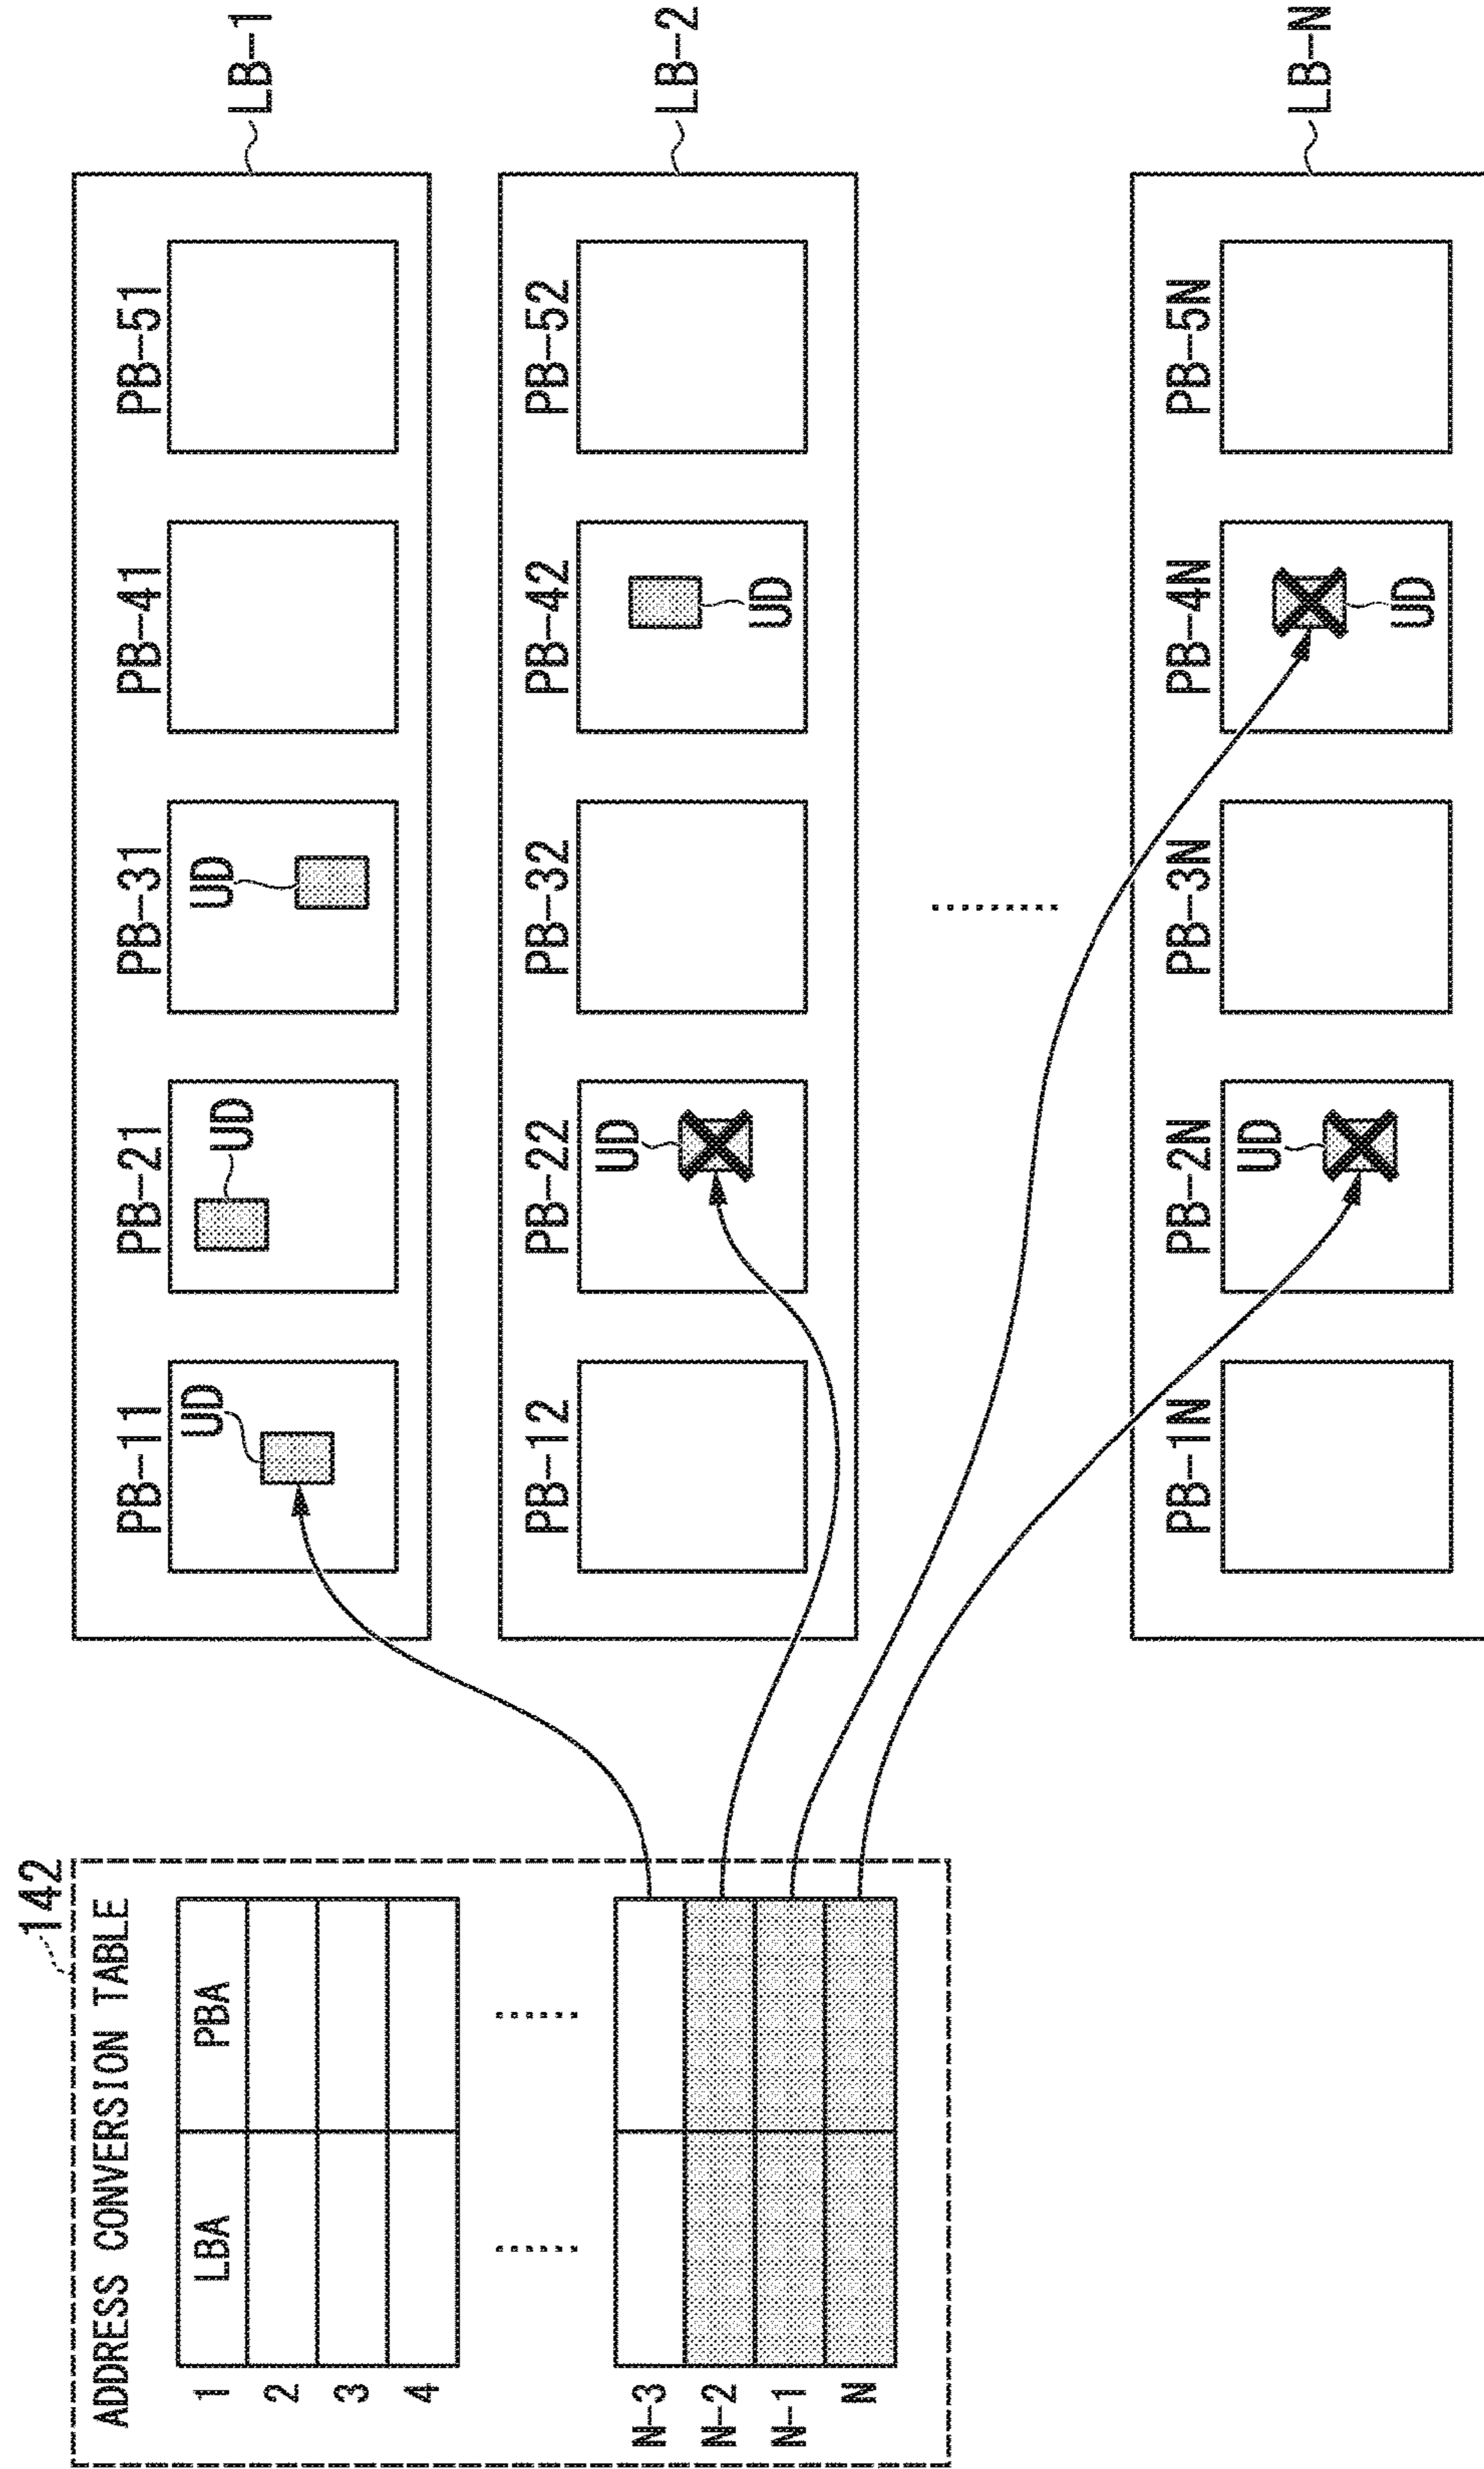 142
ADDRESS CONVERSION TABLE
LBA PBA
1
2
3
4
N-3
N-2
N-1
N
LB-1
PB-11 PB-21 PB-31 PB-41 PB-51
UD UD UD
LB-2
PB-12 PB-22 PB-32 PB-42 PB-52
UD UD
LB-N
PB-1N PB-2N PB-3N PB-4N PB-5N
UD UD